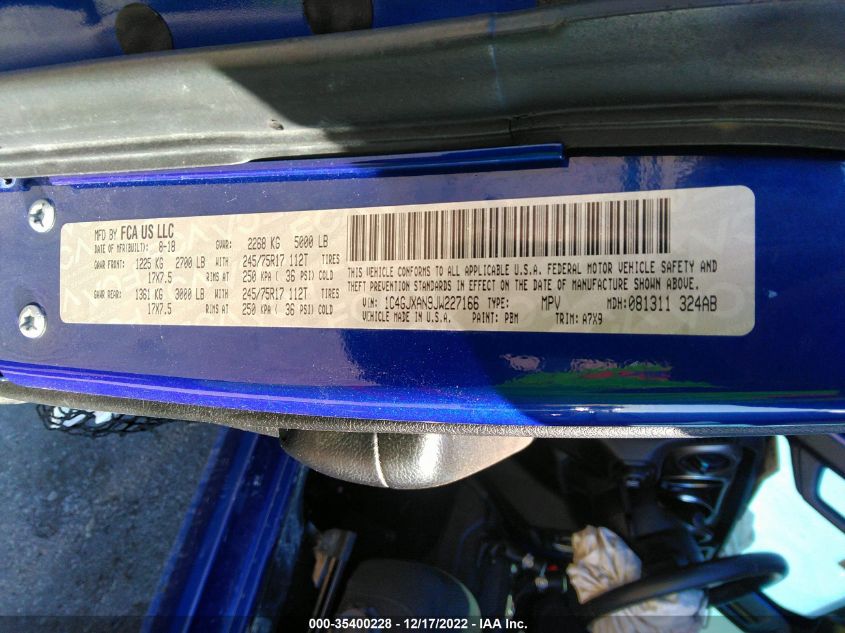 MFD BY FCA US LLC
DATE OF MFR(BUILT): 8-18 GVWR: 2268 KG 5000 LB
GAWR FRONT: 1225 KG 2700 LB WITH 245/75R17 112T TIRES
17X7.5 RIMS AT 250 KPA ( 36 PSI) COLD
GAWR REAR: 1361 KG 3000 LB WITH 245/75R17 112T TIRES
17X7.5 RIMS AT 250 KPA ( 36 PSI) COLD
THIS VEHICLE CONFORMS TO ALL APPLICABLE U.S.A. FEDERAL MOTOR VEHICLE SAFETY AND
THEFT PREVENTION STANDARDS IN EFFECT ON THE DATE OF MANUFACTURE SHOWN ABOVE.
VIN: 1C4GJXAN9JW227166 TYPE: MPV MDH: 081311 324AB
VEHICLE MADE IN U.S.A. PAINT: PBM TRIM: A7X9
000-35400228 - 12/17/2022 - IAA Inc.